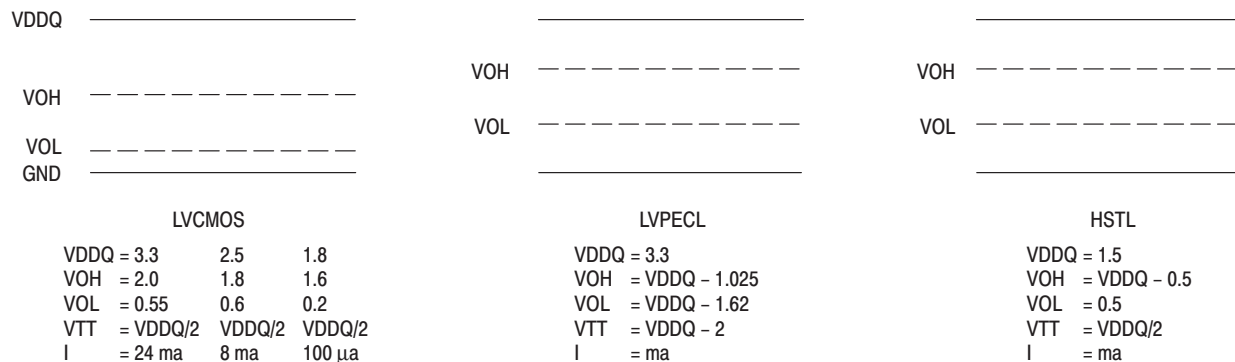 VDDQ
VOH
VOL
GND
LVCMOS
VDDQ = 3.3 2.5 1.8
VOH = 2.0 1.8 1.6
VOL = 0.55 0.6 0.2
VTT = VDDQ/2 VDDQ/2 VDDQ/2
I = 24 ma 8 ma 100 μa
VOH
VOL
LVPECL
VDDQ = 3.3
VOH = VDDQ – 1.025
VOL = VDDQ – 1.62
VTT = VDDQ – 2
I = ma
VOH
VOL
HSTL
VDDQ = 1.5
VOH = VDDQ – 0.5
VOL = 0.5
VTT = VDDQ/2
I = ma